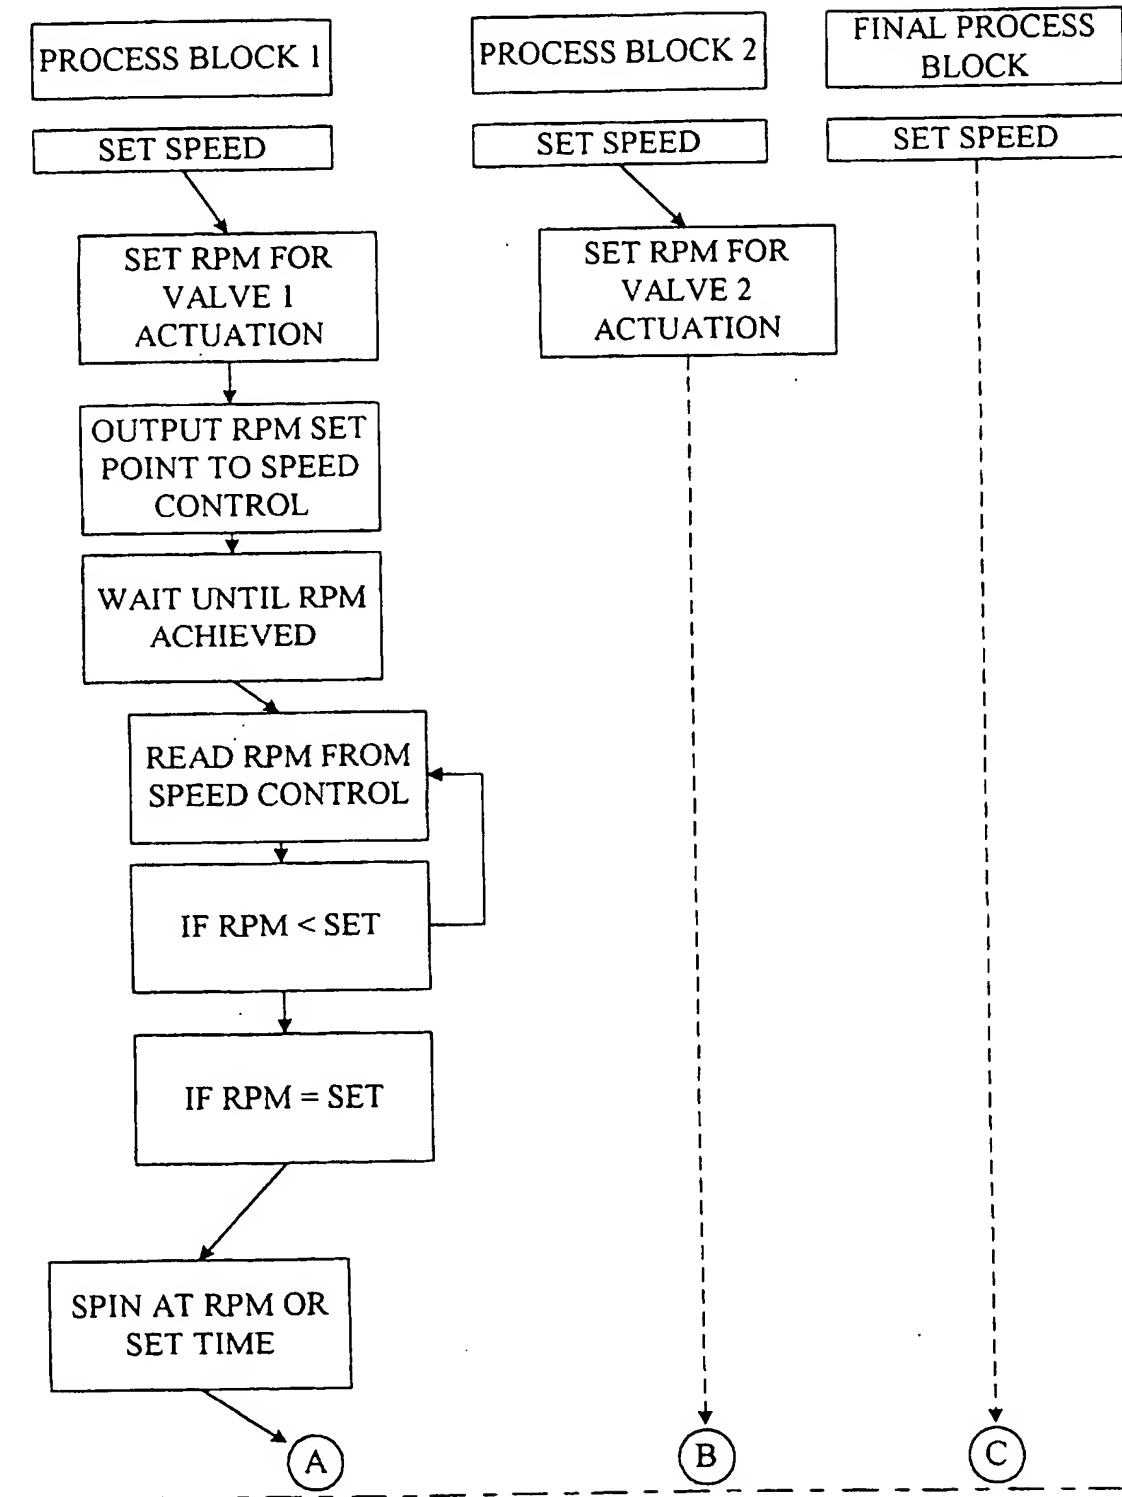 PROCESS BLOCK 1
SET SPEED
SET RPM FOR
VALVE 1
ACTUATION
OUTPUT RPM SET
POINT TO SPEED
CONTROL
WAIT UNTIL RPM
ACHIEVED
READ RPM FROM
SPEED CONTROL
IF RPM < SET
IF RPM = SET
SPIN AT RPM OR
SET TIME
A
PROCESS BLOCK 2
SET SPEED
SET RPM FOR
VALVE 2
ACTUATION
B
FINAL PROCESS
BLOCK
SET SPEED
C